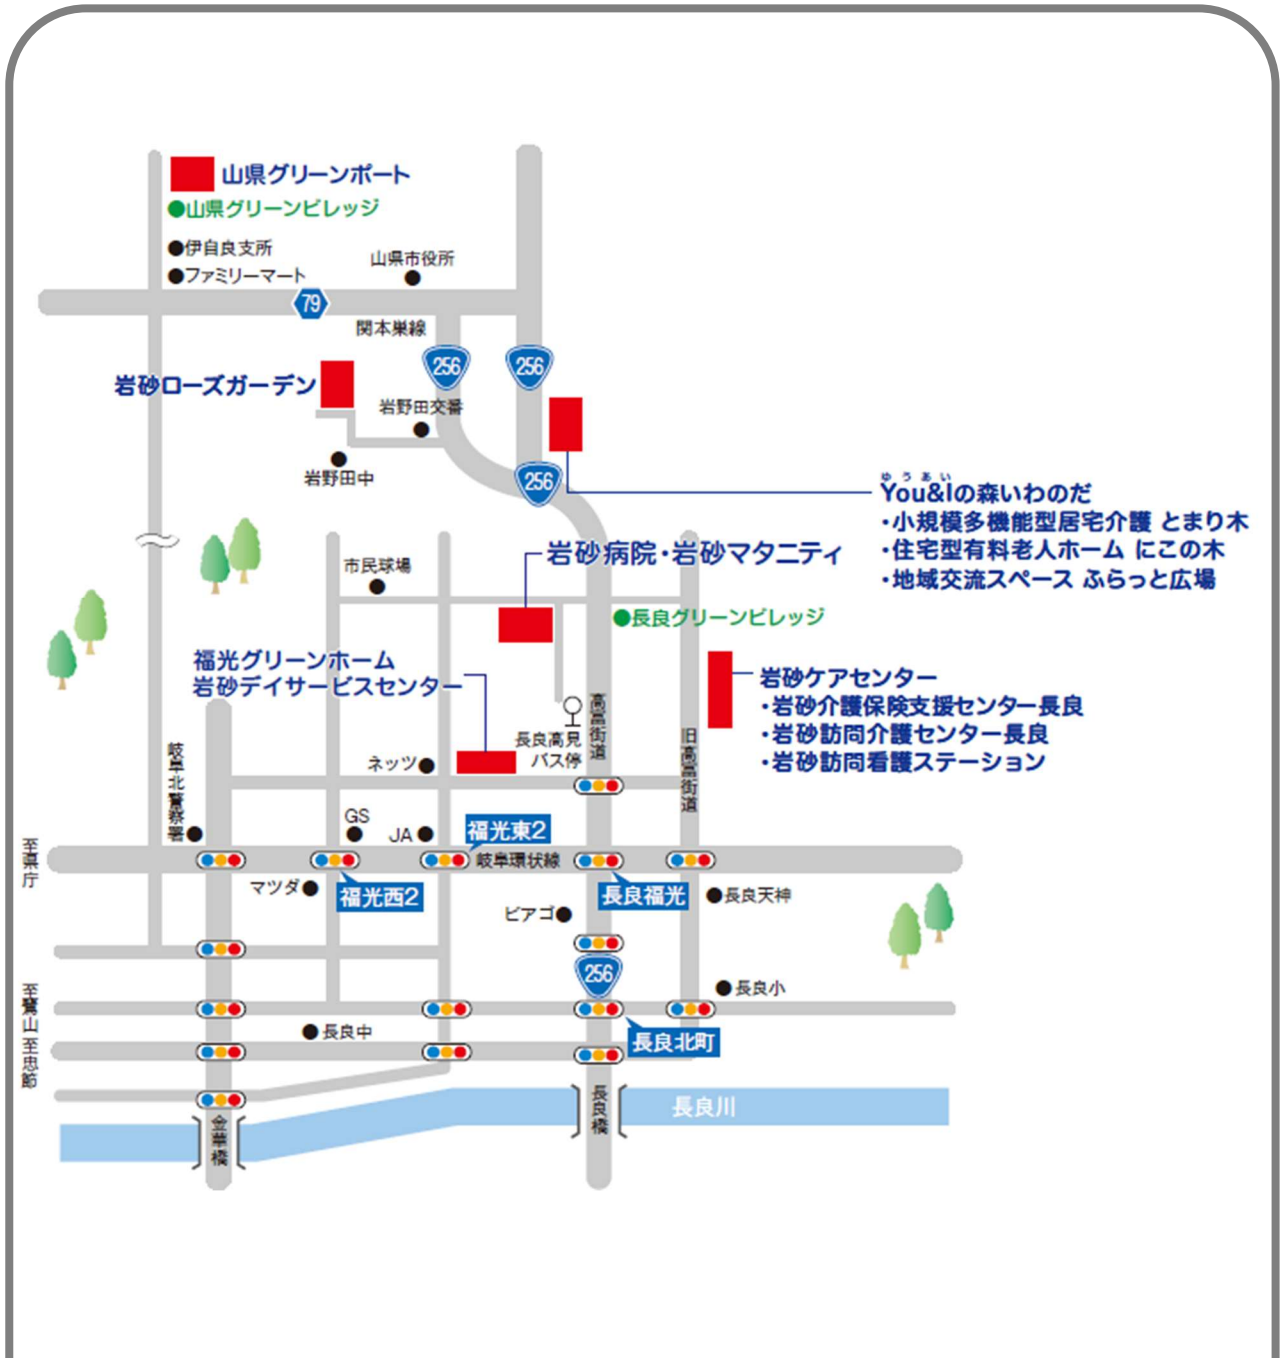 山県グリーンポート
●山県グリーンビレッジ
●伊自良支所
山県市役所
●ファミリーマート
79
関本巣線
256
256
岩砂ローズガーデン
岩野田交番
岩野田中
256
ゆうあい
You&Iの森いわのだ
・小規模多機能型居宅介護 とまり木
・住宅型有料老人ホーム にこの木
・地域交流スペース ふらっと広場
岩砂病院・岩砂マタニティ
市民球場
●長良グリーンビレッジ
福光グリーンホーム
岩砂デイサービスセンター
岩砂ケアセンター
・岩砂介護保険支援センター長良
・岩砂訪問介護センター長良
・岩砂訪問看護ステーション
高富街道
長良高見
バス停
旧高富街道
岐阜北警察署
ネッツ
GS
JA
福光東2
至県庁
岐阜環状線
マツダ
福光西2
長良福光
●長良天神
ピアゴ
256
至鷺山
●長良小
●長良中
長良北町
至忠節
長良橋
長良川
金華橋